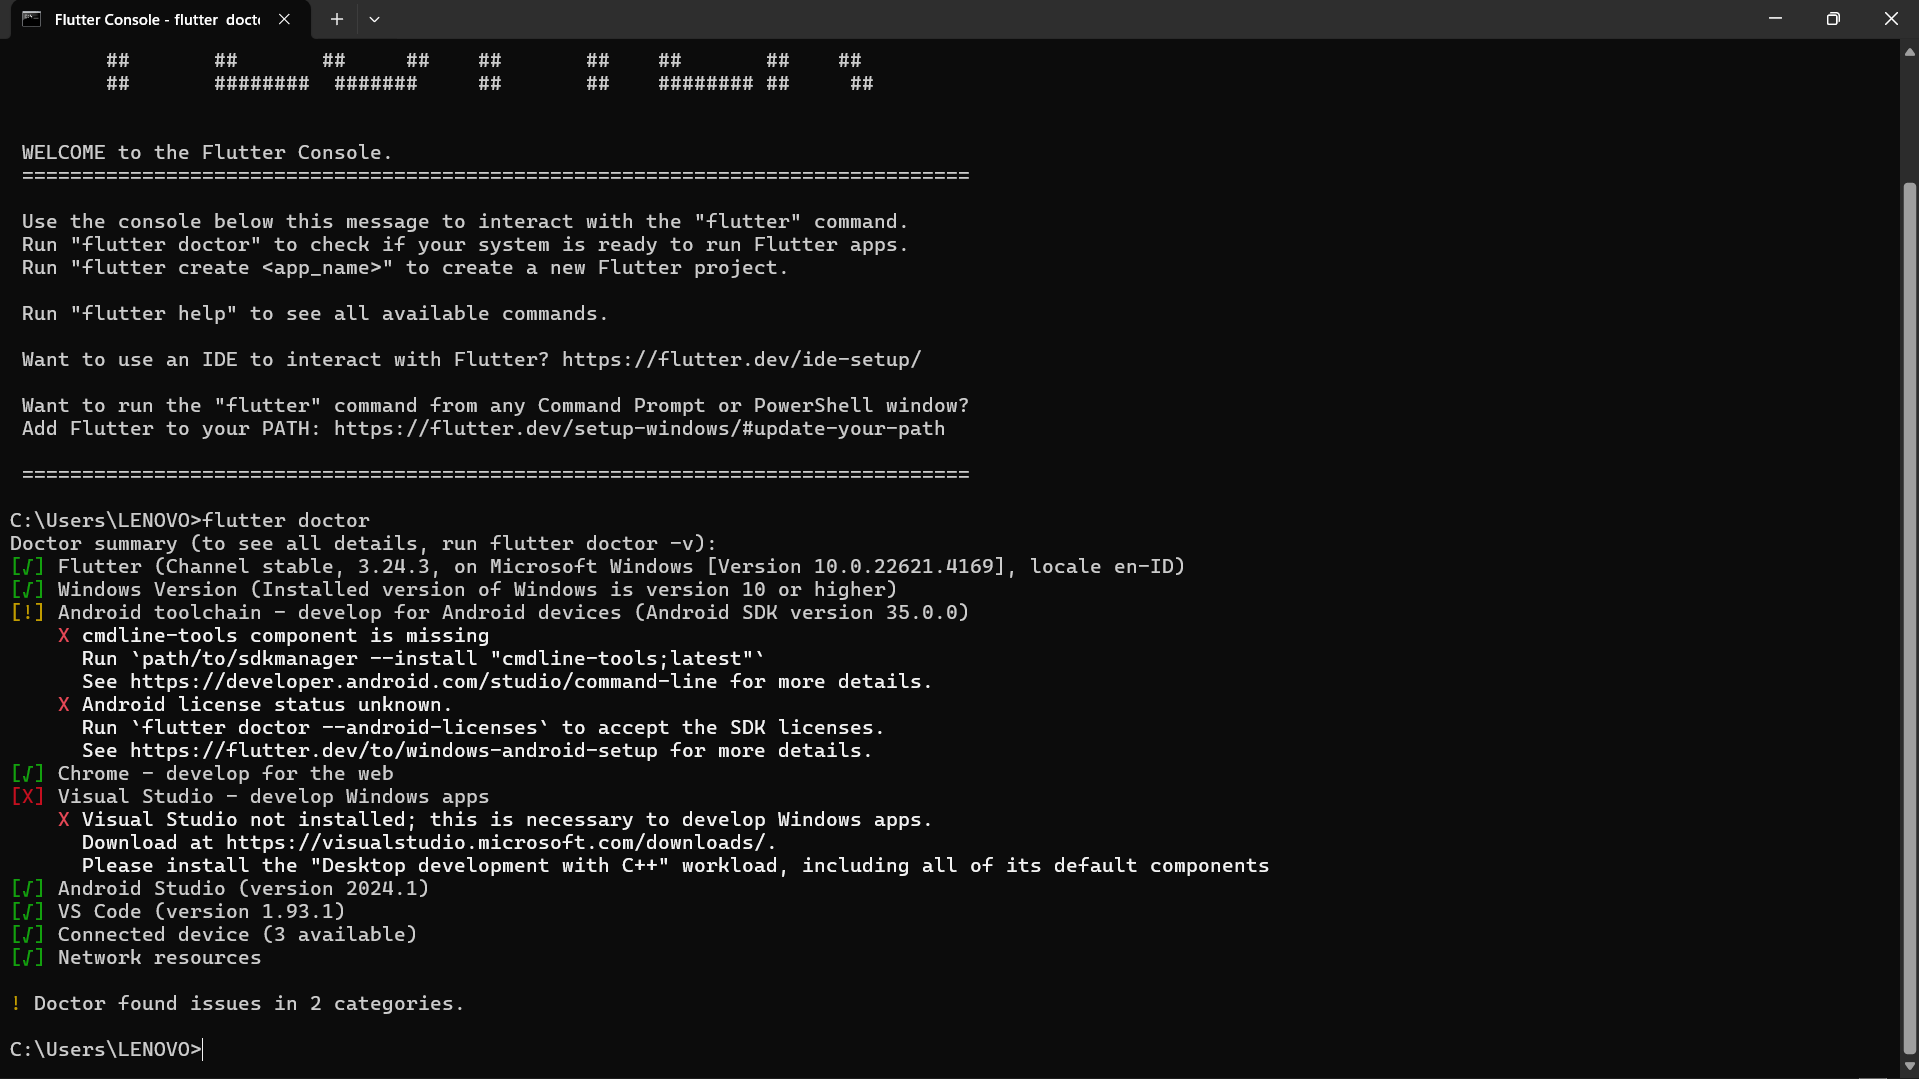 Flutter Console - flutter doct
##       ##       ##     ##    ##       ##    ##       ##    ##
##       ########  #######     ##       ##    ######## ##     ##
WELCOME to the Flutter Console.
===============================================================================
Use the console below this message to interact with the "flutter" command.
Run "flutter doctor" to check if your system is ready to run Flutter apps.
Run "flutter create <app_name>" to create a new Flutter project.
Run "flutter help" to see all available commands.
Want to use an IDE to interact with Flutter? https://flutter.dev/ide-setup/
Want to run the "flutter" command from any Command Prompt or PowerShell window?
Add Flutter to your PATH: https://flutter.dev/setup-windows/#update-your-path
===============================================================================
C:\Users\LENOVO>flutter doctor
Doctor summary (to see all details, run flutter doctor -v):
[√] Flutter (Channel stable, 3.24.3, on Microsoft Windows [Version 10.0.22621.4169], locale en-ID)
[√] Windows Version (Installed version of Windows is version 10 or higher)
[!] Android toolchain - develop for Android devices (Android SDK version 35.0.0)
X cmdline-tools component is missing
Run `path/to/sdkmanager --install "cmdline-tools;latest"`
See https://developer.android.com/studio/command-line for more details.
X Android license status unknown.
Run `flutter doctor --android-licenses` to accept the SDK licenses.
See https://flutter.dev/to/windows-android-setup for more details.
[√] Chrome - develop for the web
[X] Visual Studio - develop Windows apps
X Visual Studio not installed; this is necessary to develop Windows apps.
Download at https://visualstudio.microsoft.com/downloads/.
Please install the "Desktop development with C++" workload, including all of its default components
[√] Android Studio (version 2024.1)
[√] VS Code (version 1.93.1)
[√] Connected device (3 available)
[√] Network resources
! Doctor found issues in 2 categories.
C:\Users\LENOVO>